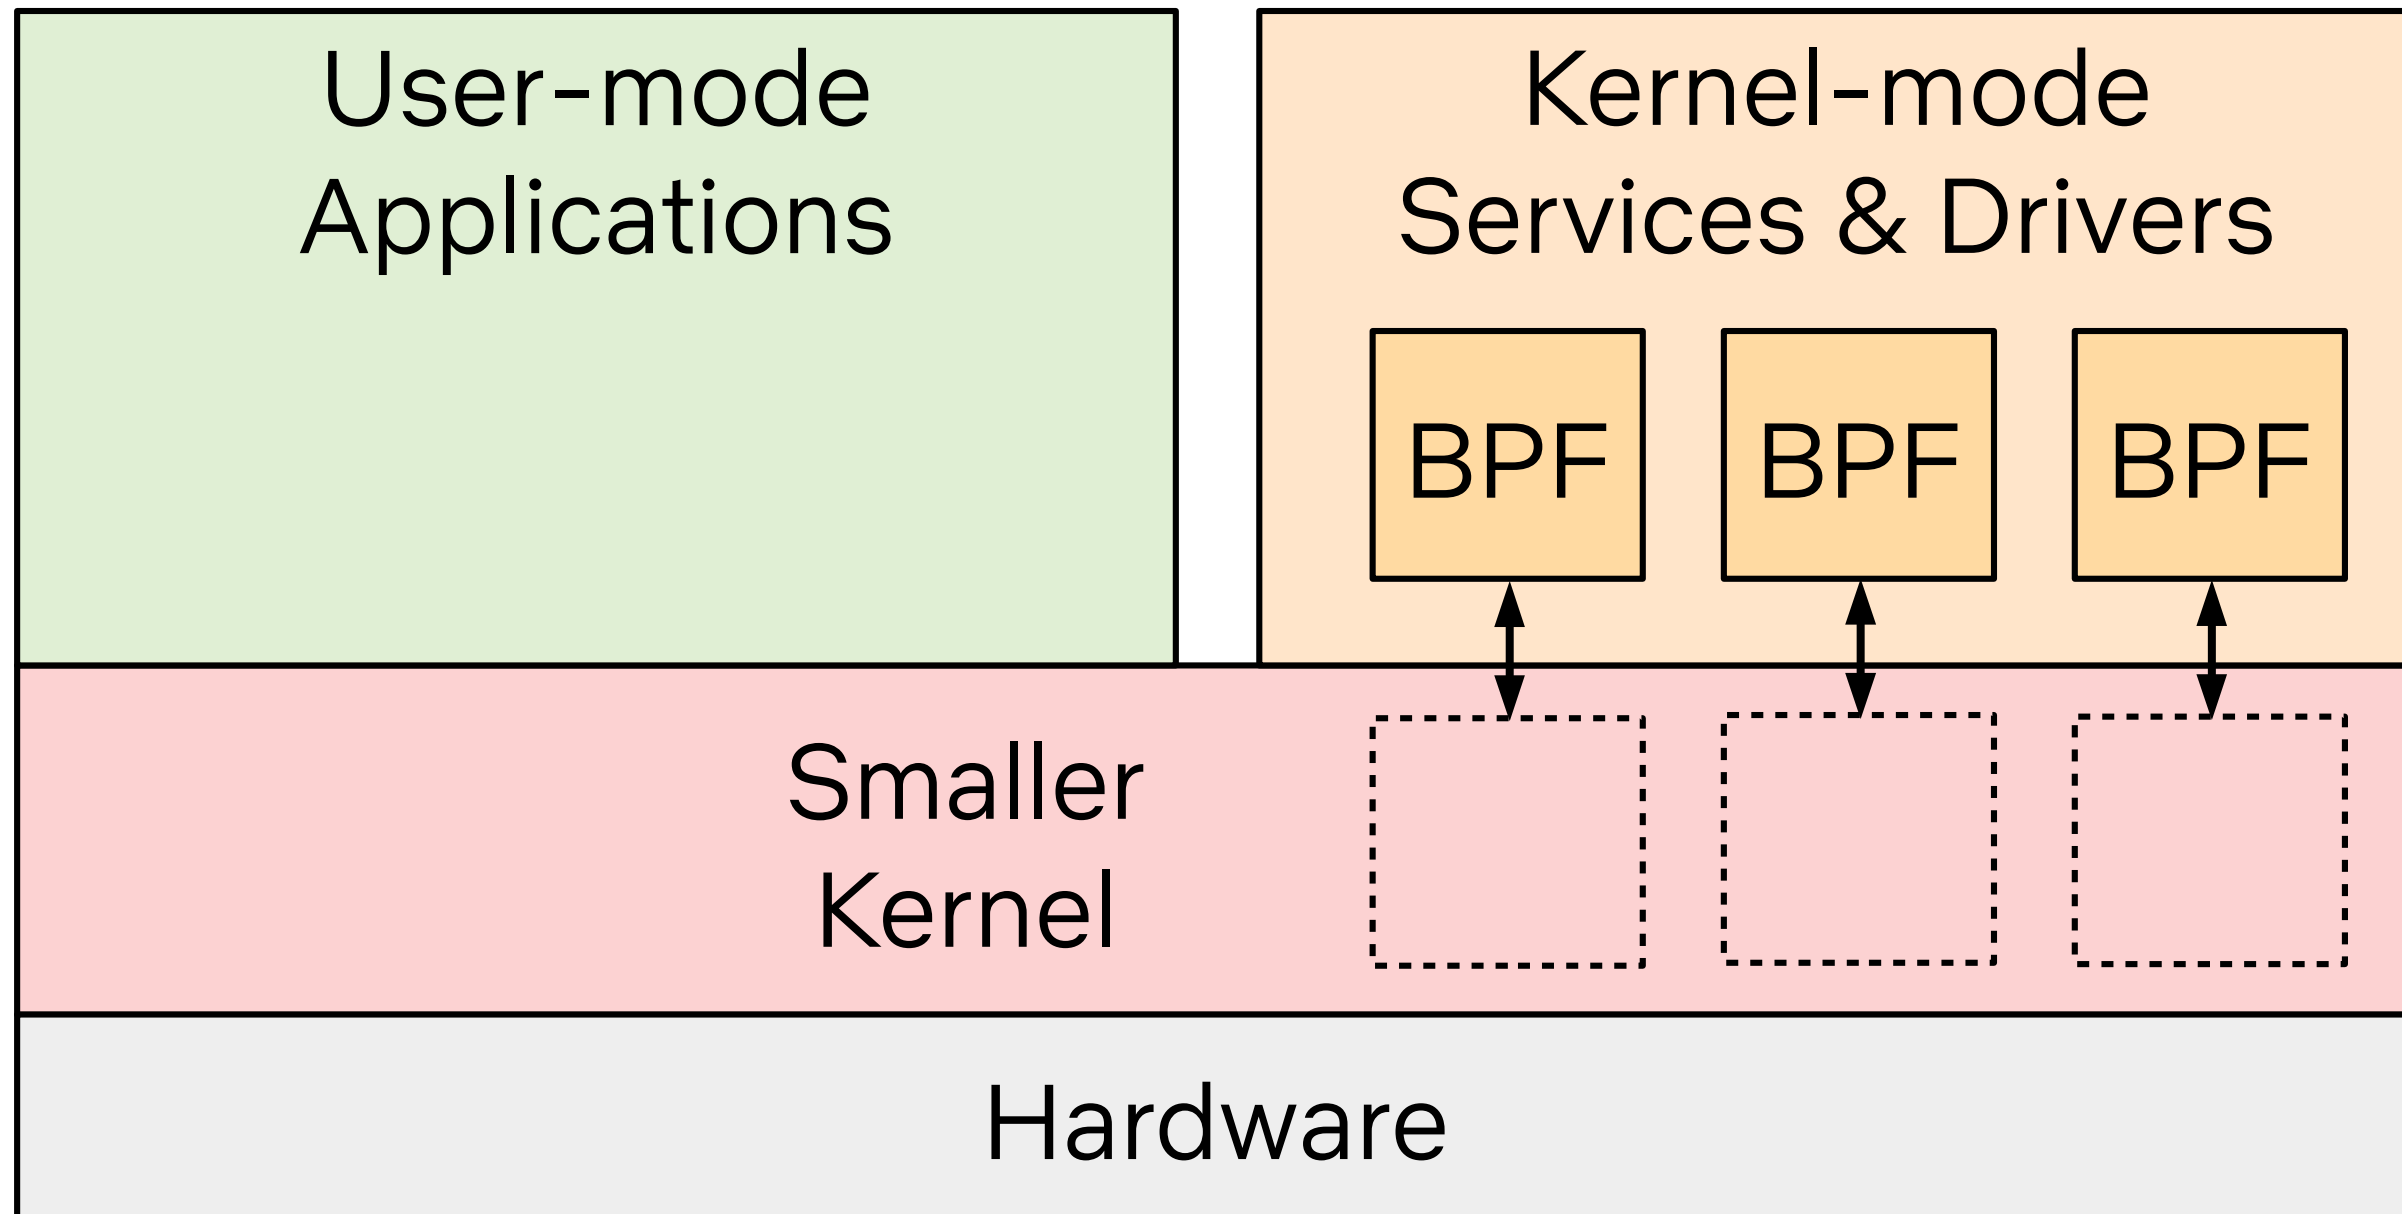 User-mode
Applications
Kernel-mode
Services & Drivers
BPF
BPF
BPF
Smaller
Kernel
Hardware